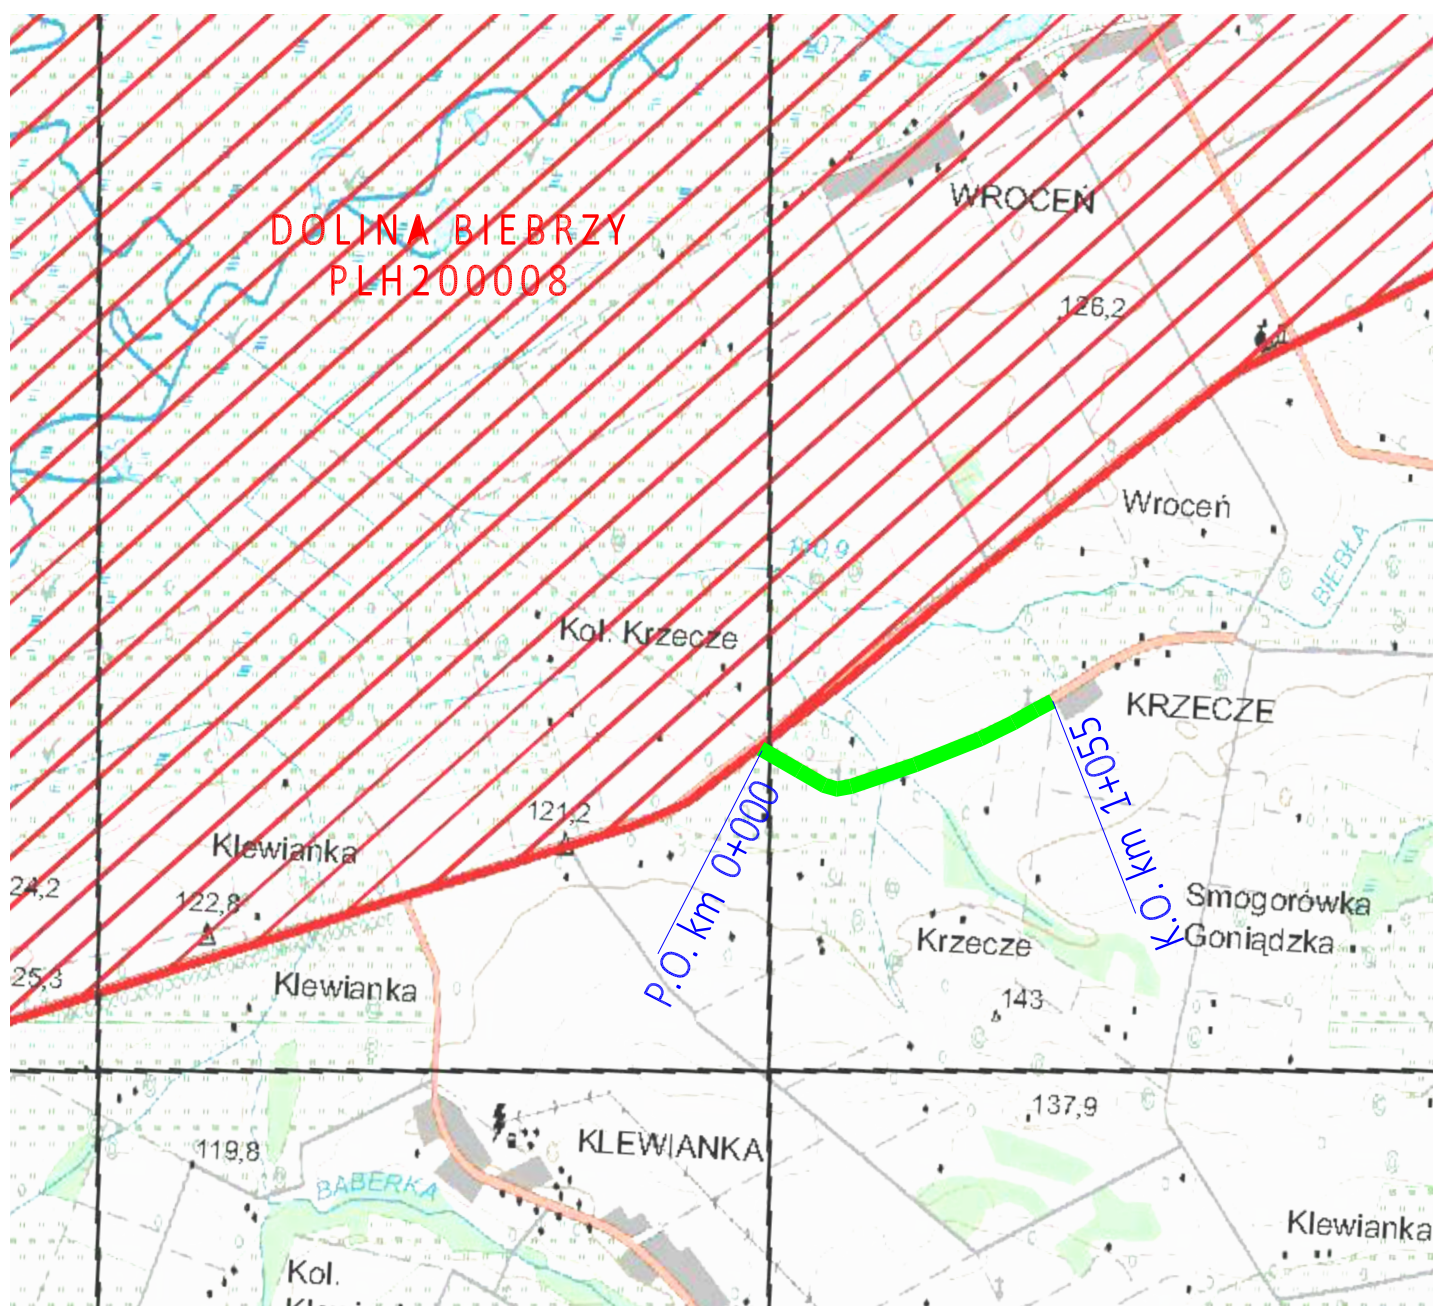 107,7
WROCEŃ
DOLINA BIEBRZY
PLH200008
126,2
Wroceń
110,9
BIEBŁA
Kol. Krzecze
KRZECZE
121,2
Klewianka
24,2
122,8
P.O. km 0+000
K.O. km 1+055
Smogorówka
Goniądzka
Krzecze
25,3
Klewianka
143
137,9
119,8
KLEWIANKA
BABERKA
Klewianka
Kol.